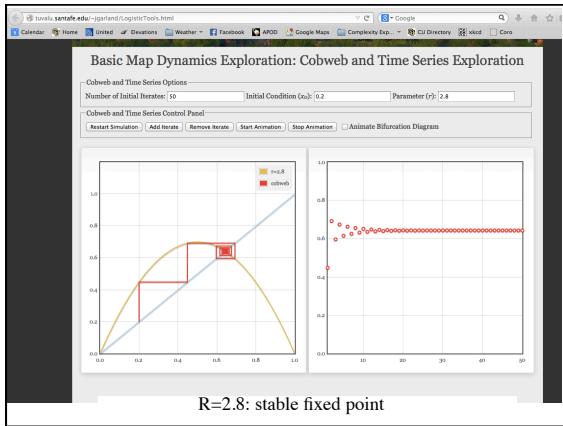 tuvalu.santafe.edu/~jgarland/LogisticTools.html
Google
Calendar Home United Elevations Weather Facebook APOD Google Maps Complexity Exp... CU Directory xkcd Coro
Basic Map Dynamics Exploration: Cobweb and Time Series Exploration
Cobweb and Time Series Options
Number of Initial Iterates: 50 Initial Condition (x₀): 0.2 Parameter (r): 2.8
Cobweb and Time Series Control Panel
Restart Simulation Add Iterate Remove Iterate Start Animation Stop Animation Animate Bifurcation Diagram
r=2.8
cobweb
1.0
0.8
0.6
0.4
0.2
0.0
0.0 0.2 0.4 0.6 0.8 1.0
1.0
0.8
0.6
0.4
0.2
0.0
10 20 30 40 50
R=2.8: stable fixed point